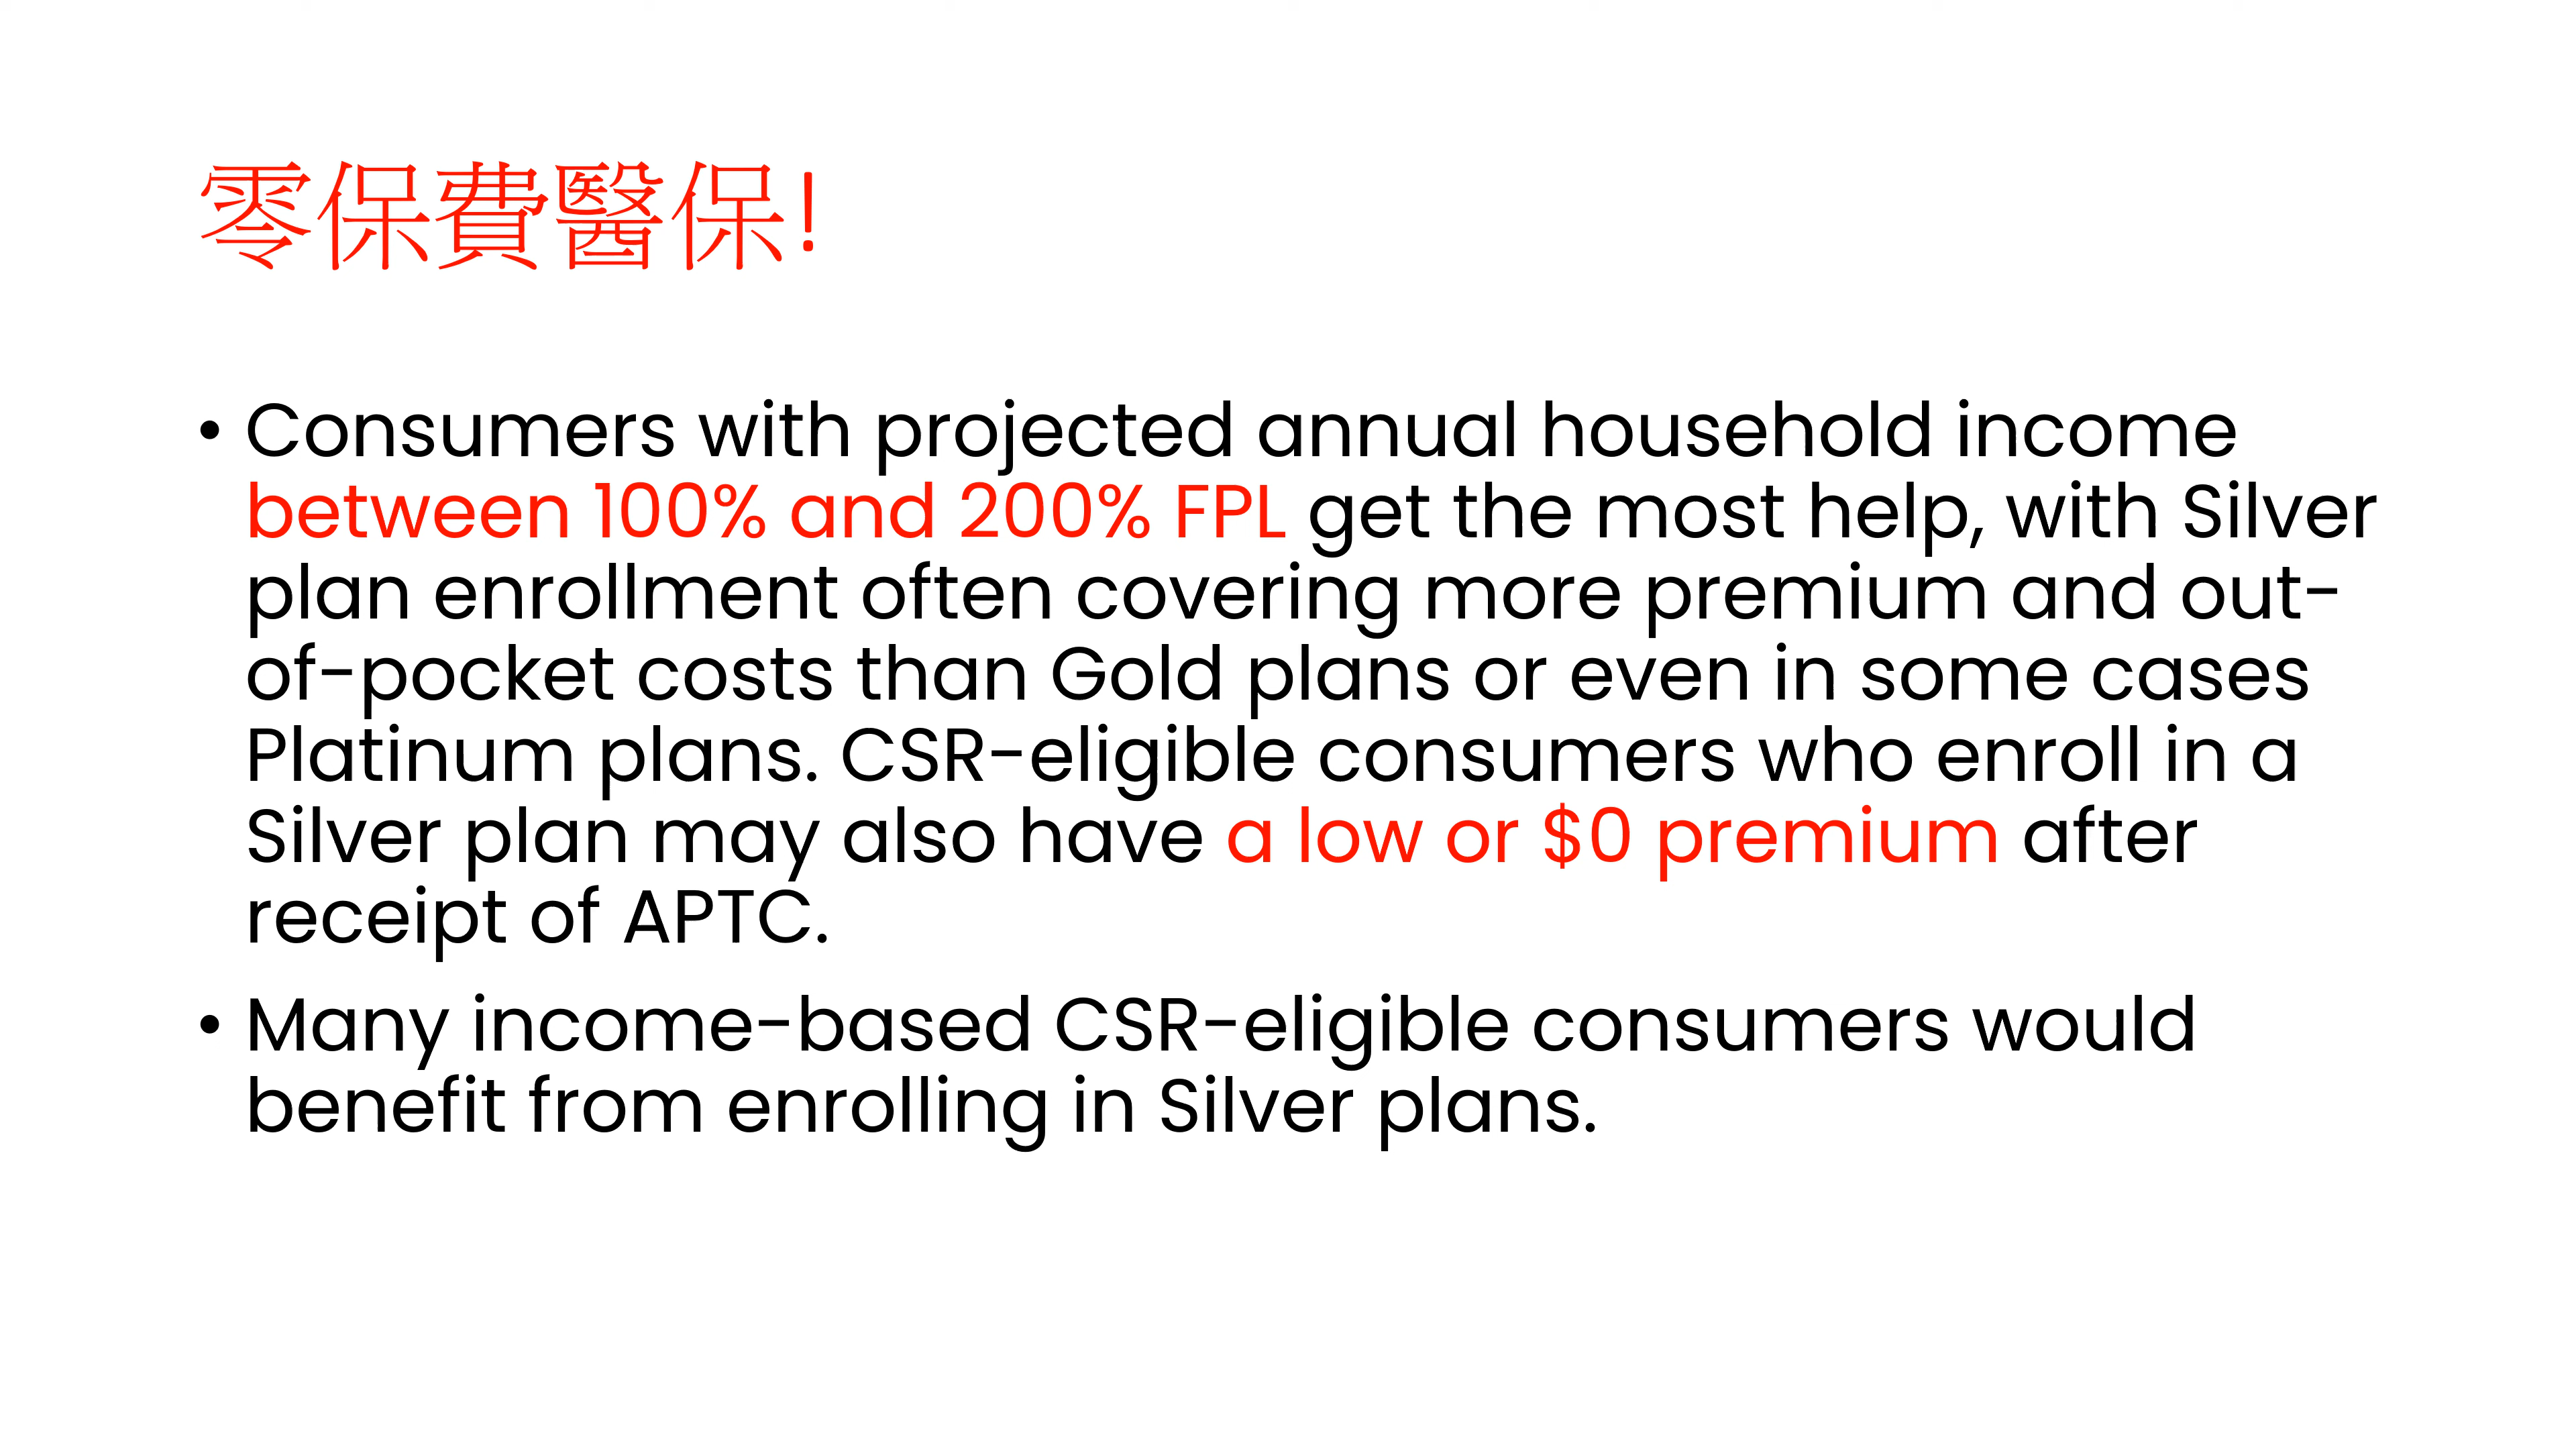 零保費醫保!
• Consumers with projected annual household income
between 100% and 200% FPL get the most help, with Silver
plan enrollment often covering more premium and out-
of-pocket costs than Gold plans or even in some cases
Platinum plans. CSR-eligible consumers who enroll in a
Silver plan may also have a low or $0 premium after
receipt of APTC.
• Many income-based CSR-eligible consumers would
benefit from enrolling in Silver plans.